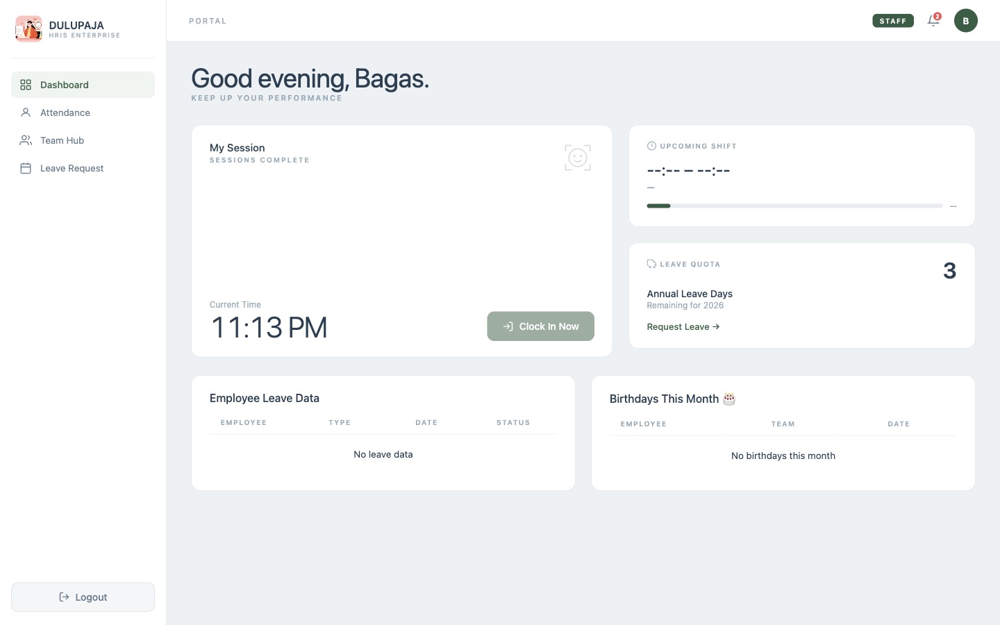 DULUPAJA
HRIS ENTERPRISE
Dashboard
Attendance
Team Hub
Leave Request
Logout
PORTAL
STAFF
2
B
Good evening, Bagas.
KEEP UP YOUR PERFORMANCE
My Session
SESSIONS COMPLETE
Current Time
11:13 PM
Clock In Now
UPCOMING SHIFT
--:-- — --:--
—
—
LEAVE QUOTA
3
Annual Leave Days
Remaining for 2026
Request Leave →
Employee Leave Data
EMPLOYEE TYPE DATE STATUS
No leave data
Birthdays This Month 🎂
EMPLOYEE TEAM DATE
No birthdays this month